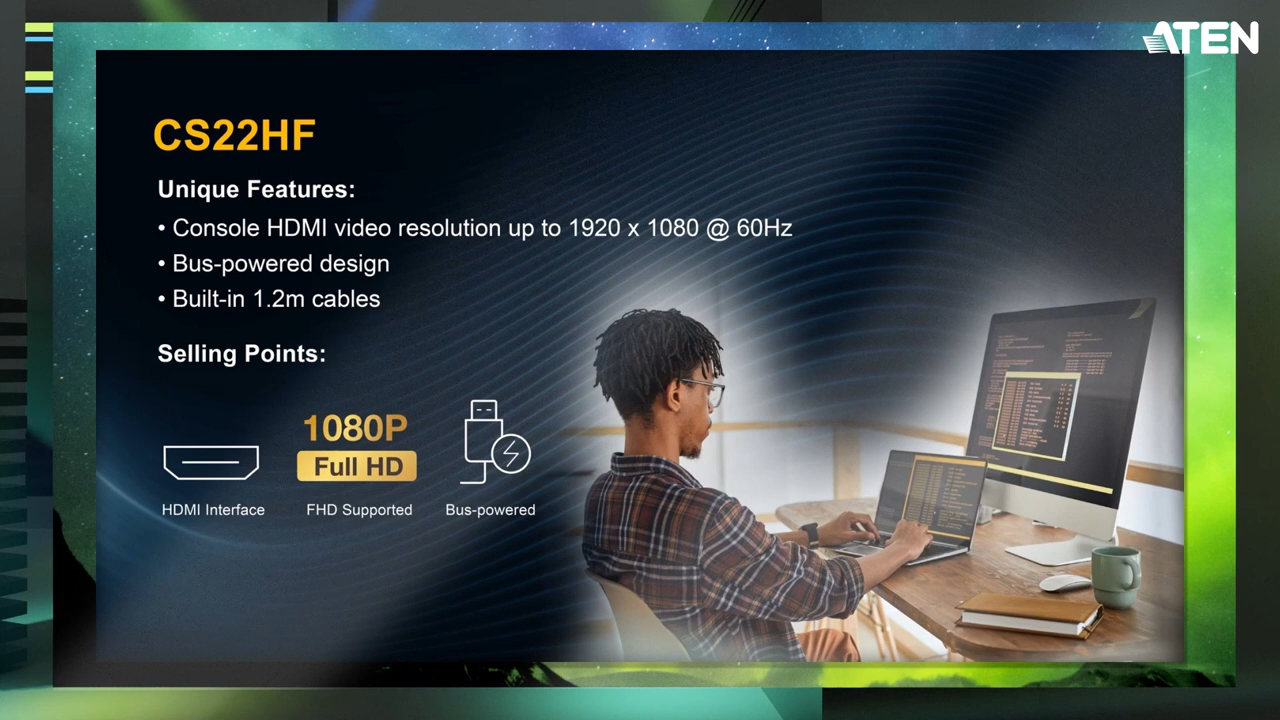 ATEN
CS22HF
Unique Features:
• Console HDMI video resolution up to 1920 x 1080 @ 60Hz
• Bus-powered design
• Built-in 1.2m cables
Selling Points:
1080P
Full HD
HDMI Interface
FHD Supported
Bus-powered